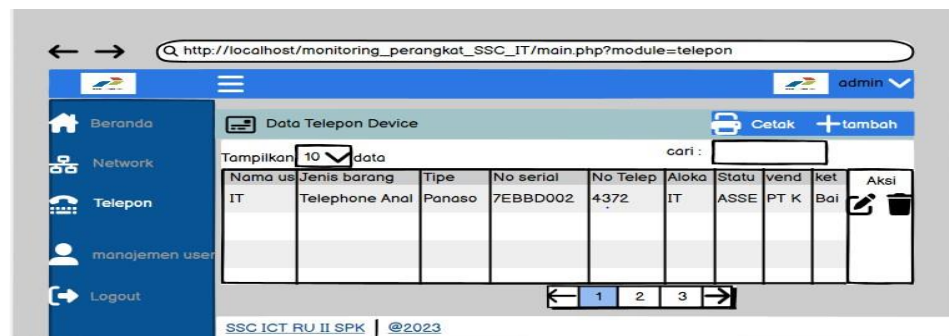 http://localhost/monitoring_perangkat_SSC_IT/main.php?module=telepon
admin
Beranda
Network
Telepon
manajemen user
Logout
Data Telepon Device
Cetak
tambah
Tampilkan 10 data
cari :
Nama us Jenis barang Tipe No serial No Telep Aloka Statu vend ket Aksi
IT Telephone Anal Panaso 7EBBD002 4372 IT ASSE PT K Bai
1 2 3
SSC ICT RU II SPK @2023